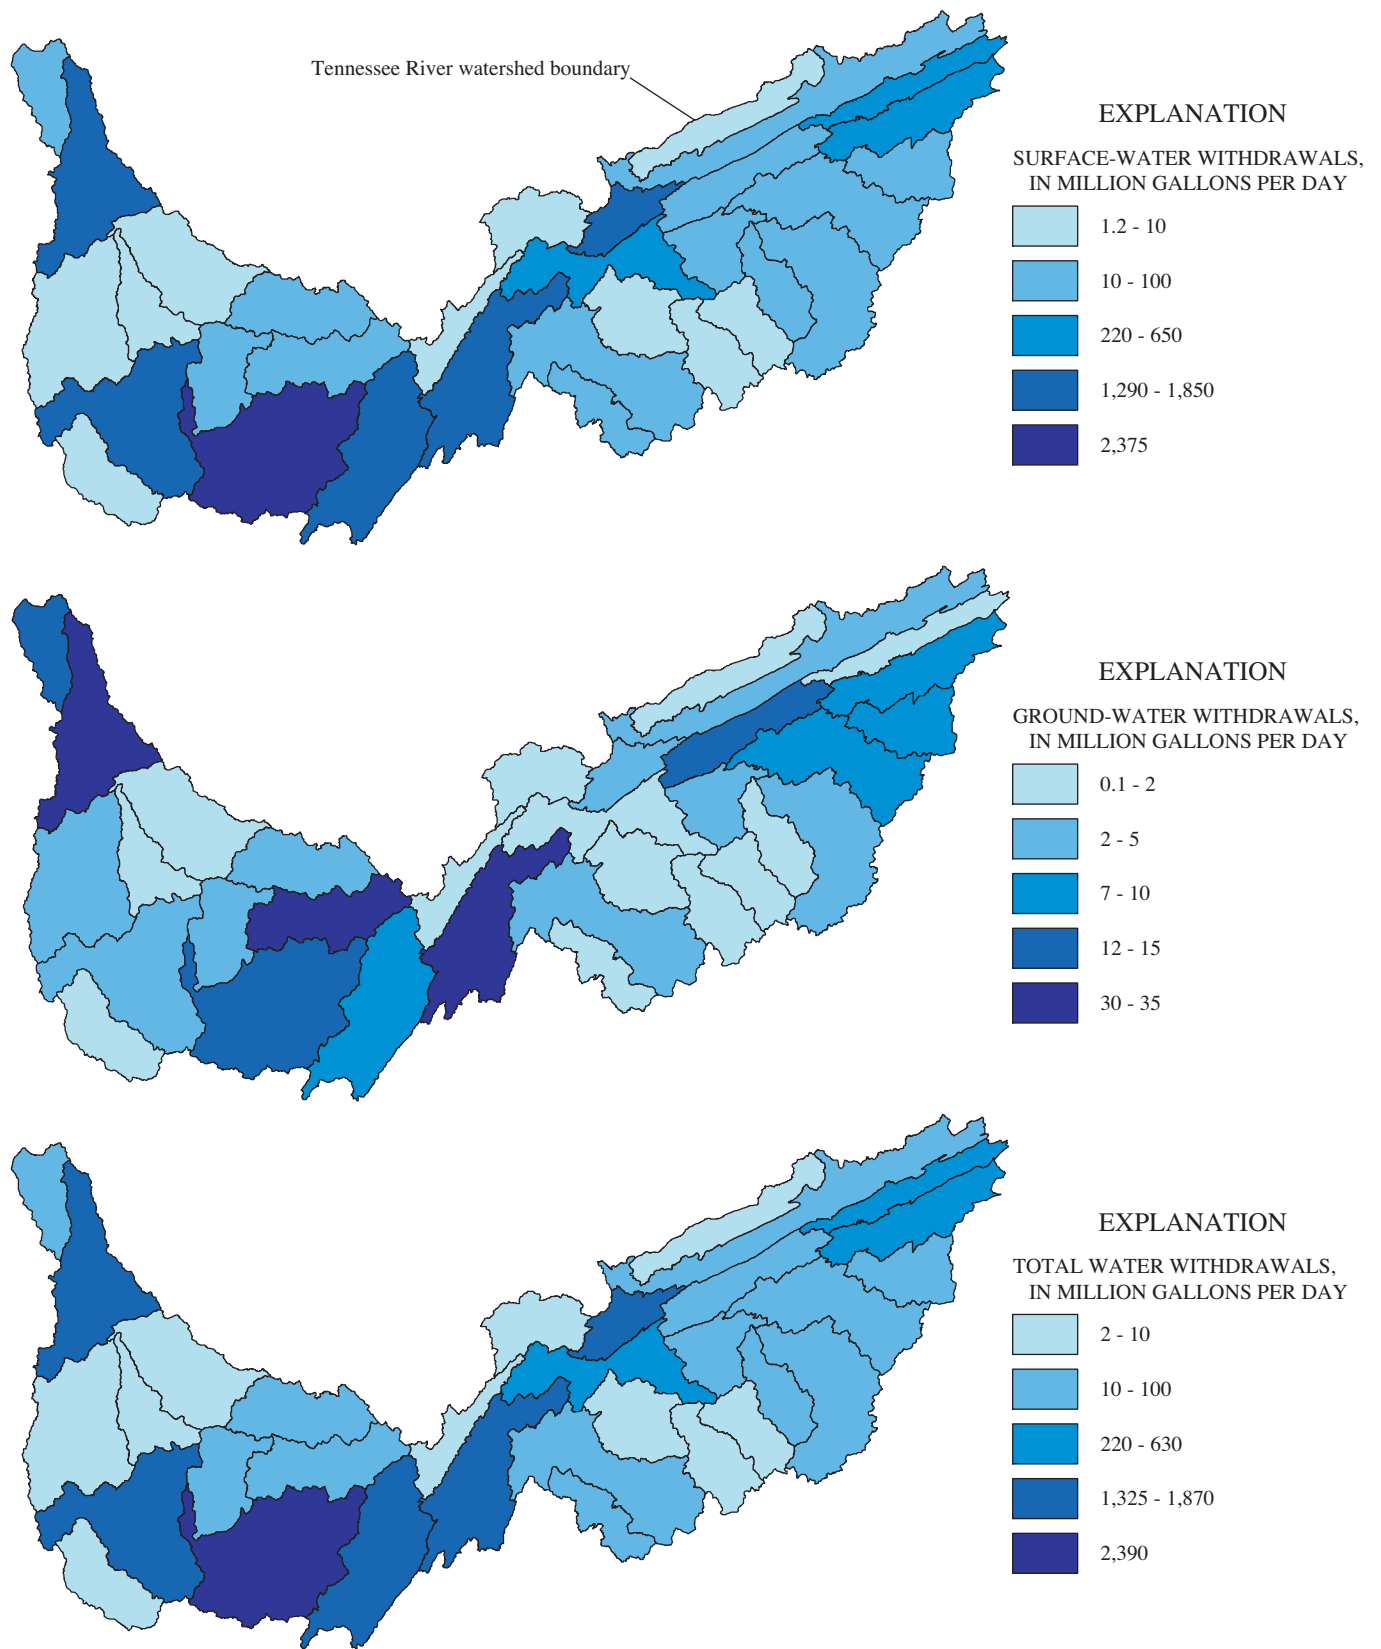 Tennessee River watershed boundary
EXPLANATION
SURFACE-WATER WITHDRAWALS,
IN MILLION GALLONS PER DAY
1.2 - 10
10 - 100
220 - 650
1,290 - 1,850
2,375
EXPLANATION
GROUND-WATER WITHDRAWALS,
IN MILLION GALLONS PER DAY
0.1 - 2
2 - 5
7 - 10
12 - 15
30 - 35
EXPLANATION
TOTAL WATER WITHDRAWALS,
IN MILLION GALLONS PER DAY
2 - 10
10 - 100
220 - 630
1,325 - 1,870
2,390